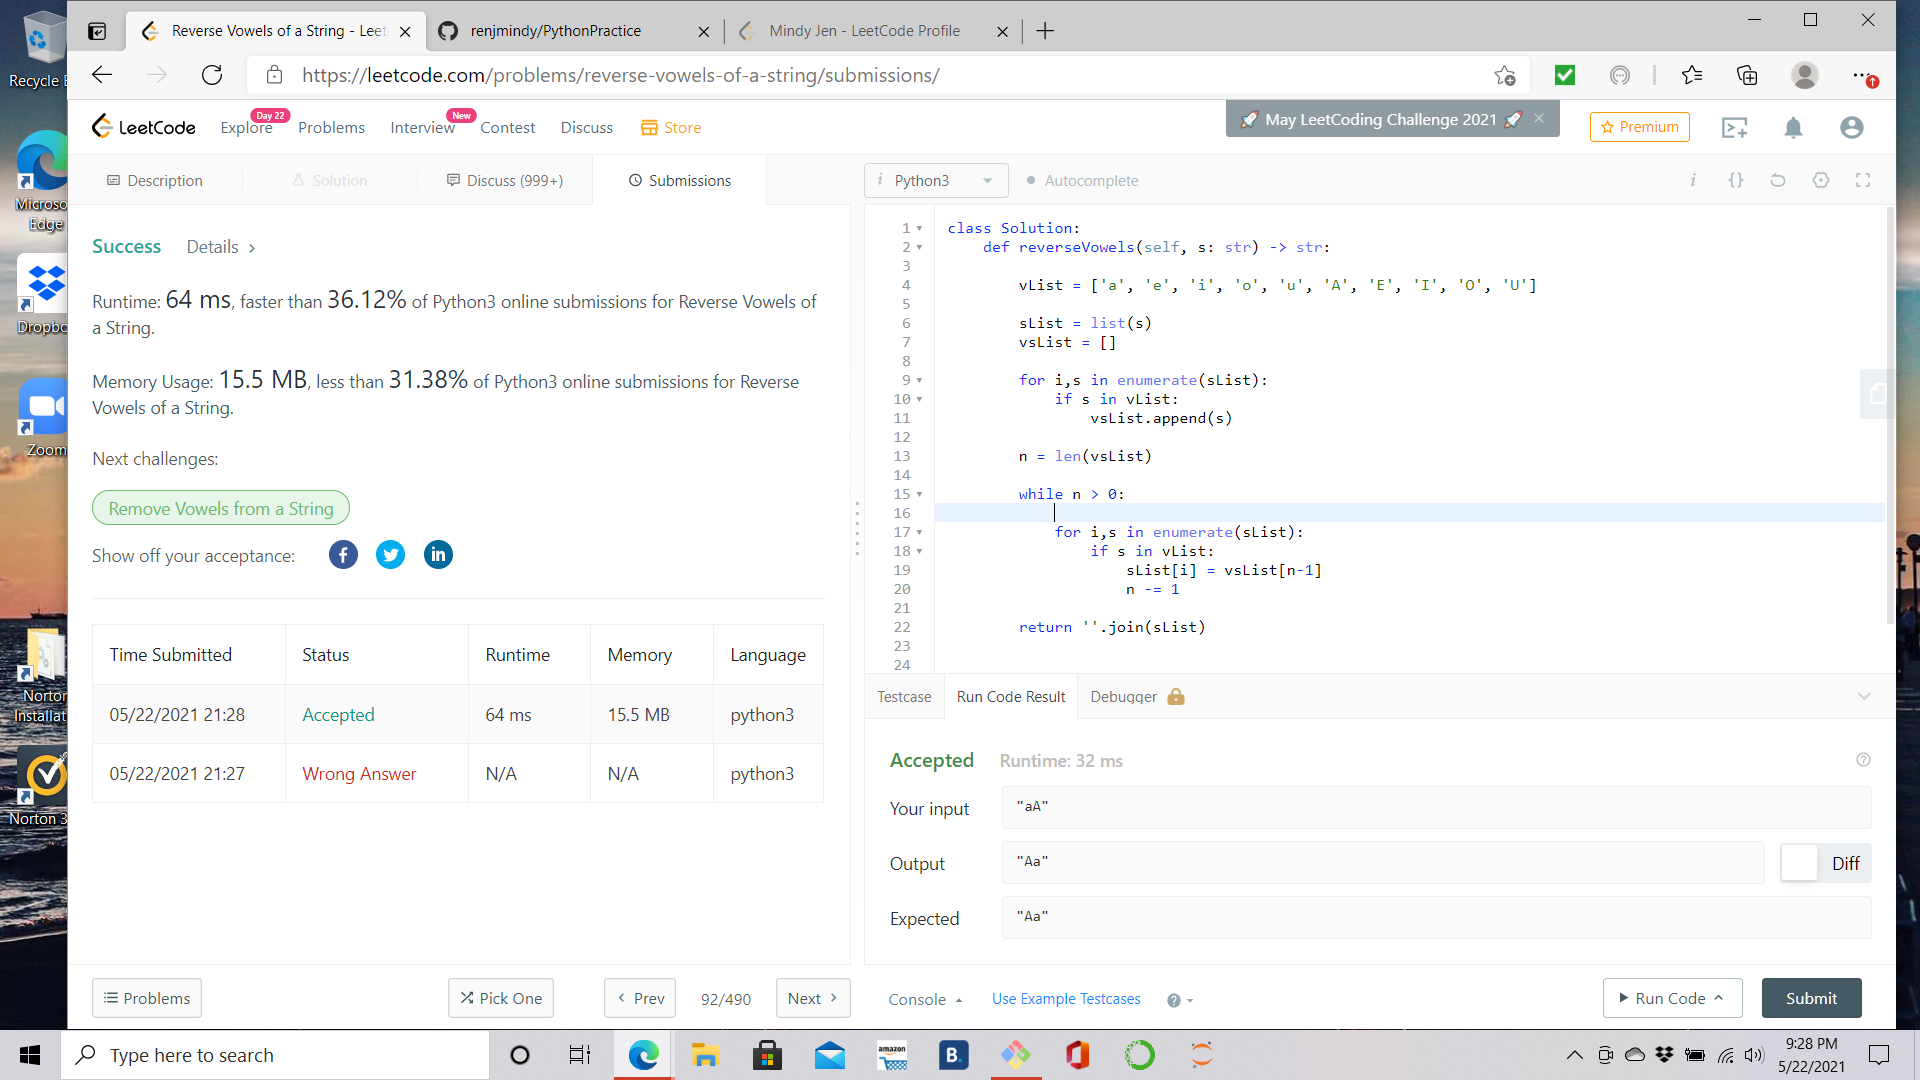 Recycle
Microso
Edge
Dropbo
Zoom
Norton
Installat
Norton 3
Reverse Vowels of a String - Leet
renjmindy/PythonPractice
Mindy Jen - LeetCode Profile
https://leetcode.com/problems/reverse-vowels-of-a-string/submissions/
LeetCode
Explore
Day 22
Problems
Interview
New
Contest
Discuss
Store
🚀 May LeetCoding Challenge 2021 🚀
Premium
Description
Solution
Discuss (999+)
Submissions
i Python3
Autocomplete
Success
Details >
Runtime: 64 ms, faster than 36.12% of Python3 online submissions for Reverse Vowels of
a String.
Memory Usage: 15.5 MB, less than 31.38% of Python3 online submissions for Reverse
Vowels of a String.
Next challenges:
Remove Vowels from a String
Show off your acceptance:
Time Submitted Status Runtime Memory Language
05/22/2021 21:28 Accepted 64 ms 15.5 MB python3
05/22/2021 21:27 Wrong Answer N/A N/A python3
1 class Solution:
2     def reverseVowels(self, s: str) -> str:
3
4         vList = ['a', 'e', 'i', 'o', 'u', 'A', 'E', 'I', 'O', 'U']
5
6         sList = list(s)
7         vsList = []
8
9         for i,s in enumerate(sList):
10             if s in vList:
11                 vsList.append(s)
12
13         n = len(vsList)
14
15         while n > 0:
16
17             for i,s in enumerate(sList):
18                 if s in vList:
19                     sList[i] = vsList[n-1]
20                     n -= 1
21
22         return ''.join(sList)
23
24
Testcase
Run Code Result
Debugger
Accepted
Runtime: 32 ms
Your input
"aA"
Output
"Aa"
Diff
Expected
"Aa"
Problems
Pick One
Prev
92/490
Next
Console
Use Example Testcases
Run Code
Submit
Type here to search
amazon
B.
9:28 PM
5/22/2021